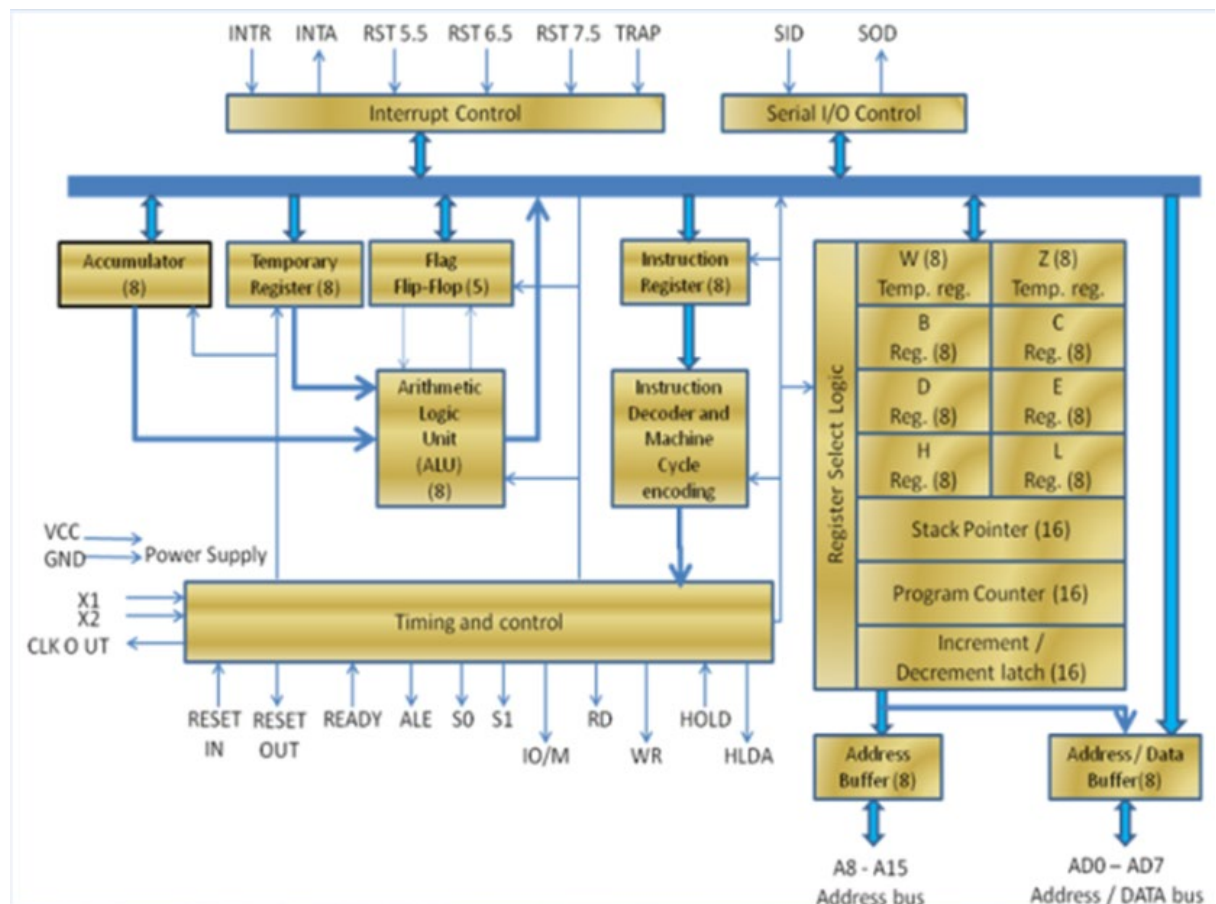 INTR INTA RST 5.5 RST 6.5 RST 7.5 TRAP SID SOD
Interrupt Control
Serial I/O Control
Accumulator
(8)
Temporary
Register (8)
Flag
Flip-Flop (5)
Instruction
Register (8)
Arithmetic
Logic
Unit
(ALU)
(8)
Instruction
Decoder and
Machine
Cycle
encoding
Register Select Logic
W (8)
Temp. reg.
Z (8)
Temp. reg.
B
Reg. (8)
C
Reg. (8)
D
Reg. (8)
E
Reg. (8)
H
Reg. (8)
L
Reg. (8)
Stack Pointer (16)
Program Counter (16)
Increment /
Decrement latch (16)
VCC
GND
Power Supply
X1
X2
CLK O UT
Timing and control
RESET
IN
RESET
OUT
READY
ALE
S0
S1
IO/M
RD
WR
HOLD
HLDA
Address
Buffer (8)
Address / Data
Buffer(8)
A8 - A15
Address bus
AD0 – AD7
Address / DATA bus